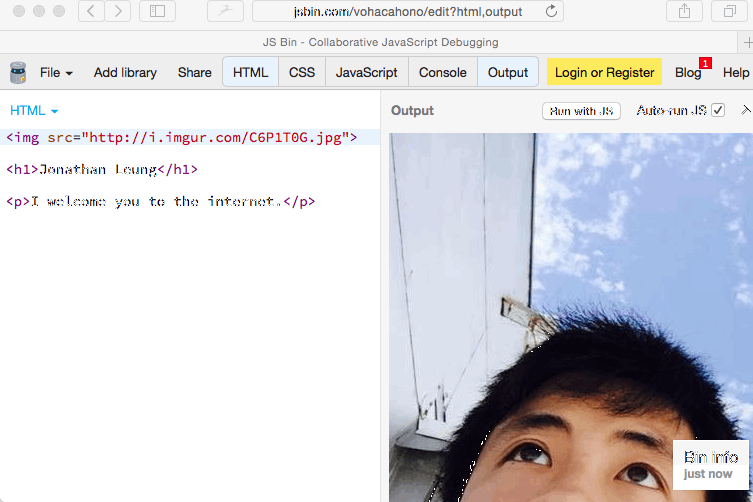 jsbin.com/vohacahono/edit?html,output
JS Bin - Collaborative JavaScript Debugging
File Add library Share HTML CSS JavaScript Console Output Login or Register Blog 1 Help
HTML
Output Run with JS Auto-run JS
<img src="http://i.imgur.com/C6P1T0G.jpg">
<h1>Jonathan Leung</h1>
<p>I welcome you to the internet.</p>
Bin info
just now